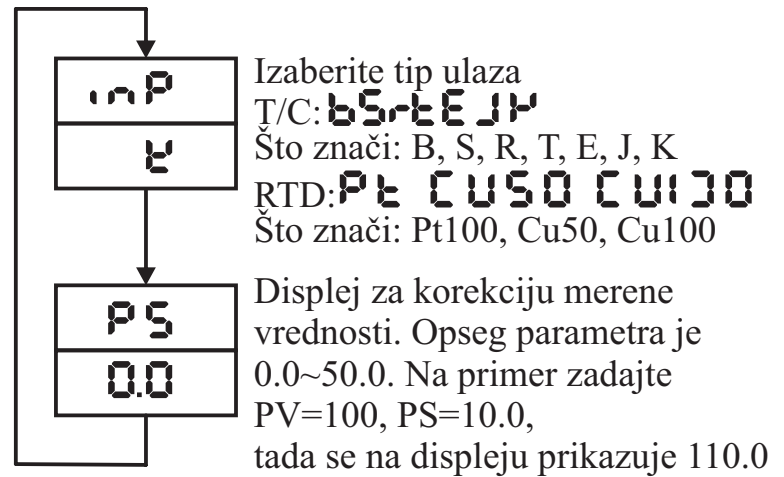 inP
K
Izaberite tip ulaza
T/C: bSrtEJK
Što znači: B, S, R, T, E, J, K
RTD: Pt CU50 CU100
Što znači: Pt100, Cu50, Cu100
PS
0.0
Displej za korekciju merene
vrednosti. Opseg parametra je
0.0~50.0. Na primer zadajte
PV=100, PS=10.0,
tada se na displeju prikazuje 110.0